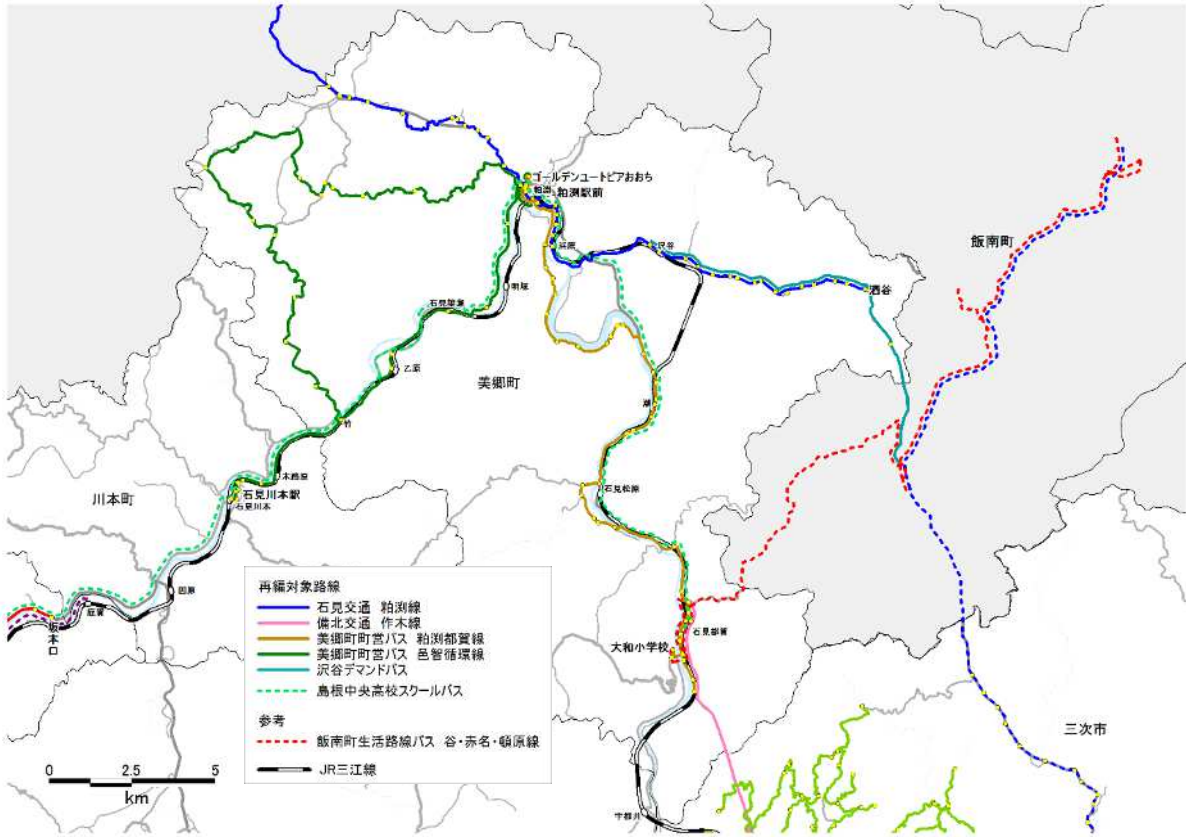 ゴールデンユートピアおおち
粕淵
粕渕駅前
浜原
沢谷
飯南町
酒谷
明塚
石見簗瀬
乙原
美郷町
潮
竹
木路原
石見川本駅
石見川本
川本町
石見松原
因原
鹿賀
坂本口
石見都賀
大和小学校
三次市
宇都井
再編対象路線
石見交通 粕渕線
備北交通 作木線
美郷町町営バス 粕渕都賀線
美郷町町営バス 邑智循環線
沢谷デマンドバス
島根中央高校スクールバス
参考
飯南町生活路線バス 谷・赤名・頓原線
JR三江線
0 2.5 5
km